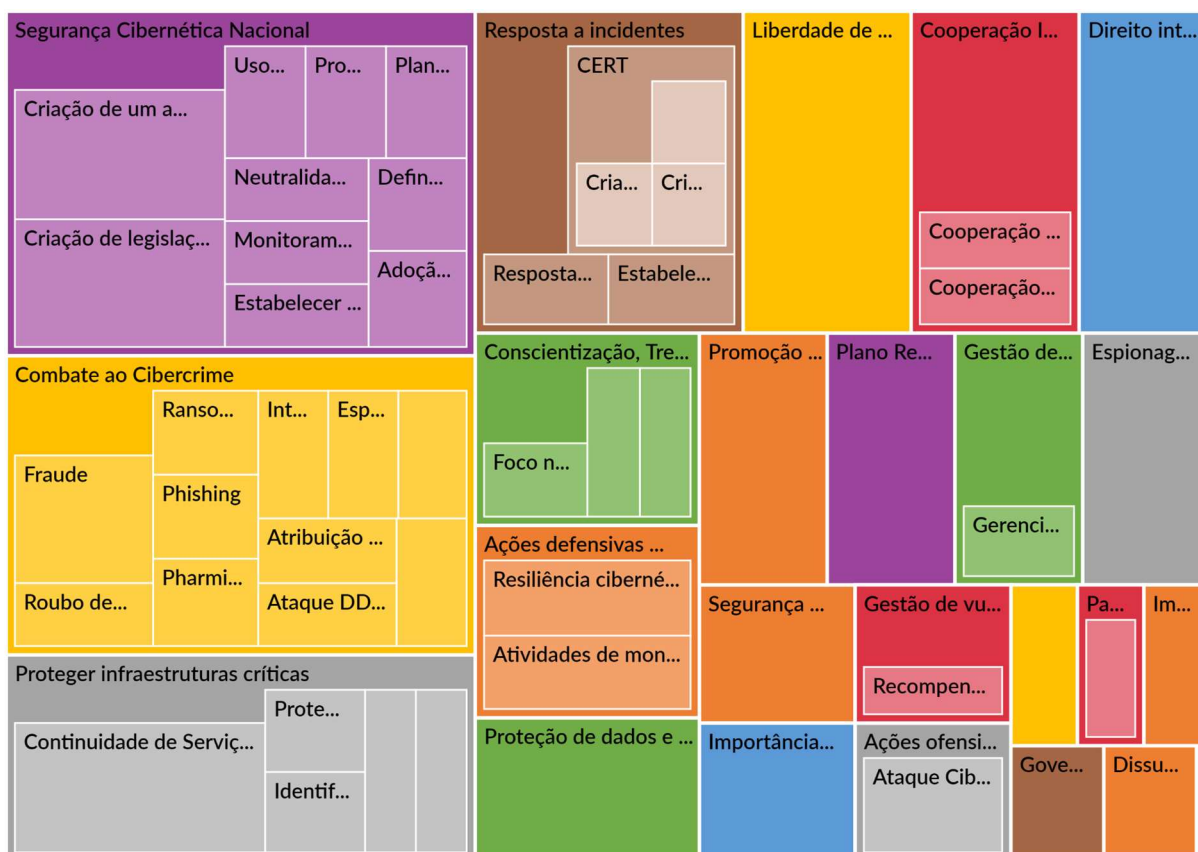 Segurança Cibernética Nacional
Uso...
Pro...
Plan...
Criação de um a...
Neutralida...
Defin...
Criação de legislaç...
Monitoram...
Adoçã...
Estabelecer ...
Combate ao Cibercrime
Ranso...
Int...
Esp...
Fraude
Phishing
Atribuição ...
Roubo de...
Pharmi...
Ataque DD...
Proteger infraestruturas críticas
Continuidade de Serviç...
Prote...
Identif...
Resposta a incidentes
CERT
Cria...
Cri...
Resposta...
Estabele...
Liberdade de ...
Cooperação I...
Cooperação ...
Cooperação...
Direito int...
Conscientização, Tre...
Foco n...
Ações defensivas ...
Resiliência ciberné...
Atividades de mon...
Proteção de dados e ...
Promoção ...
Plano Re...
Gestão de...
Gerenci...
Espionag...
Segurança ...
Gestão de vu...
Recompen...
Pa...
Im...
Importância...
Ações ofensi...
Ataque Cib...
Gove...
Dissu...